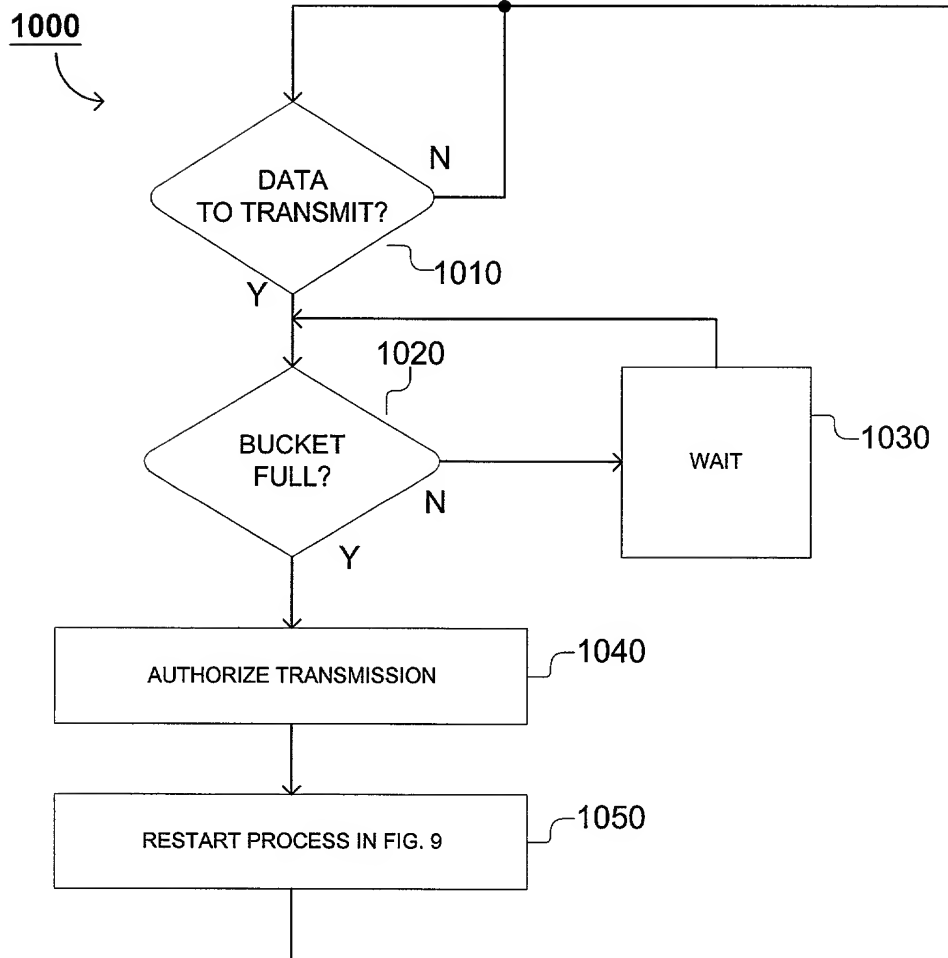 1000
DATA
TO TRANSMIT?
N
1010
Y
1020
BUCKET
FULL?
N
WAIT
1030
Y
AUTHORIZE TRANSMISSION
1040
RESTART PROCESS IN FIG. 9
1050